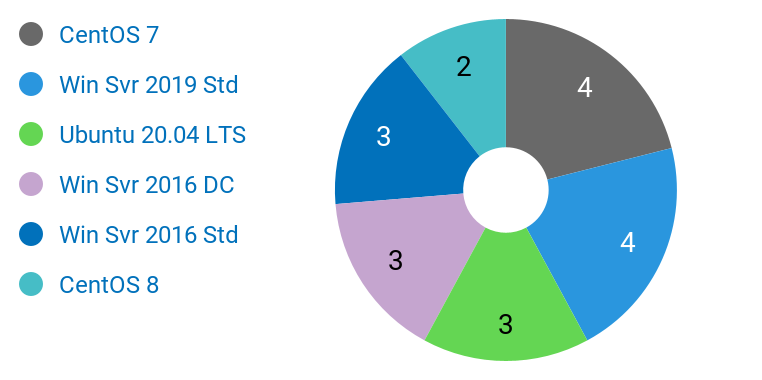 CentOS 7
Win Svr 2019 Std
Ubuntu 20.04 LTS
Win Svr 2016 DC
Win Svr 2016 Std
CentOS 8
4
4
3
3
3
2